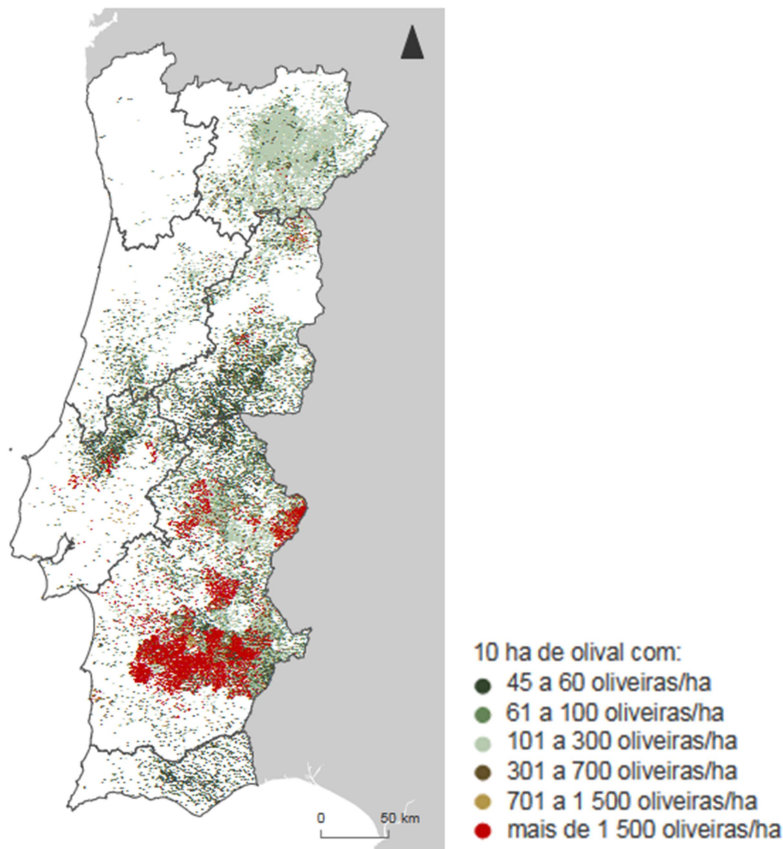 0 50 km
10 ha de olival com:
45 a 60 oliveiras/ha
61 a 100 oliveiras/ha
101 a 300 oliveiras/ha
301 a 700 oliveiras/ha
701 a 1 500 oliveiras/ha
mais de 1 500 oliveiras/ha